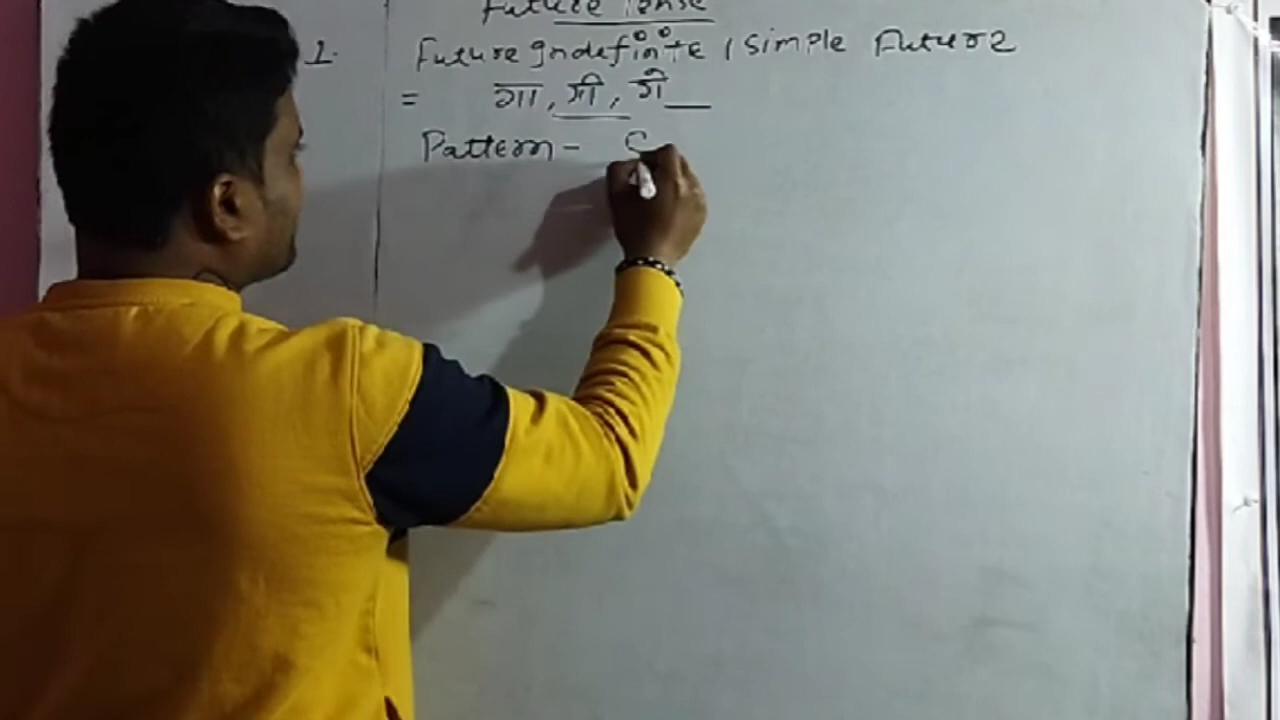 Future Tense
1. Future Indefinite / Simple Future
= गा, गी, गे
Pattern - S